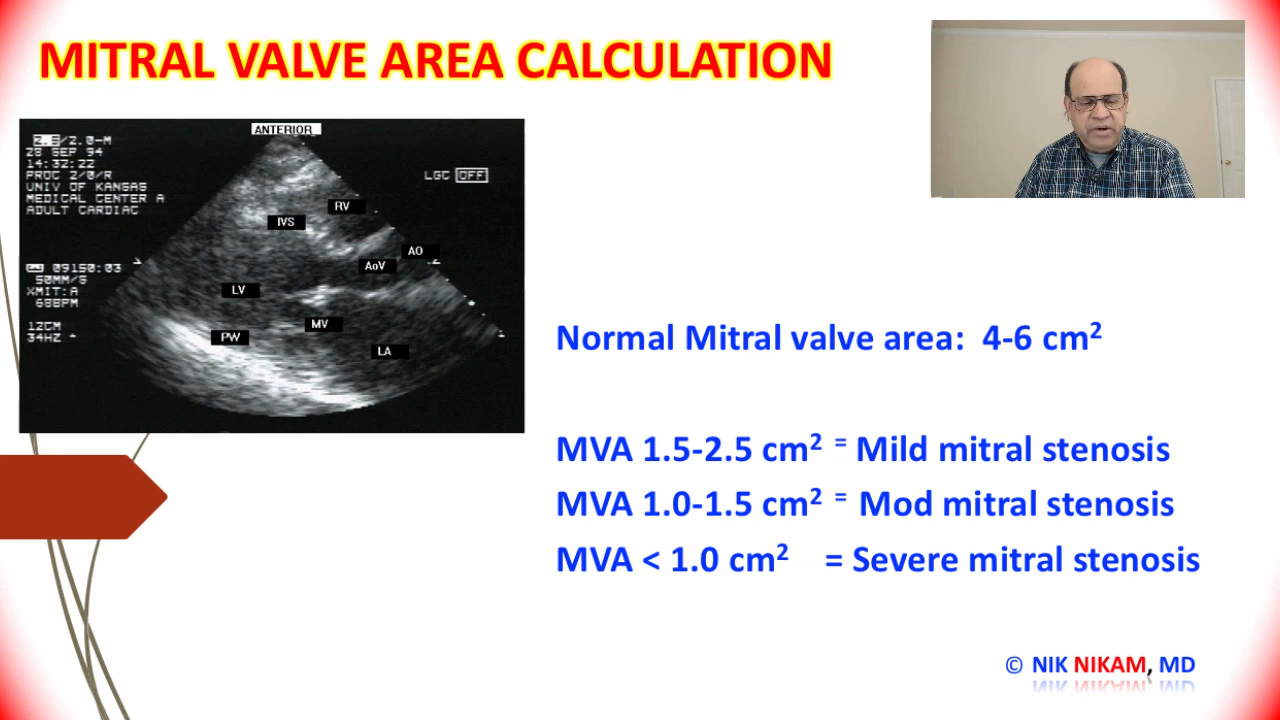 MITRAL VALVE AREA CALCULATION
ANTERIOR
2.5/2.0-M
28 SEP 94
14:32:22
PROC 2/0/R
UNIV OF KANSAS
MEDICAL CENTER A
ADULT CARDIAC
LGC OFF
RV
IVS
AO
AoV
09150:03
50MM/S
XMIT:A
68BPM
LV
MV
12CM
34HZ
PW
LA
Normal Mitral valve area: 4-6 cm²
MVA 1.5-2.5 cm² = Mild mitral stenosis
MVA 1.0-1.5 cm² = Mod mitral stenosis
MVA < 1.0 cm² = Severe mitral stenosis
© NIK NIKAM, MD